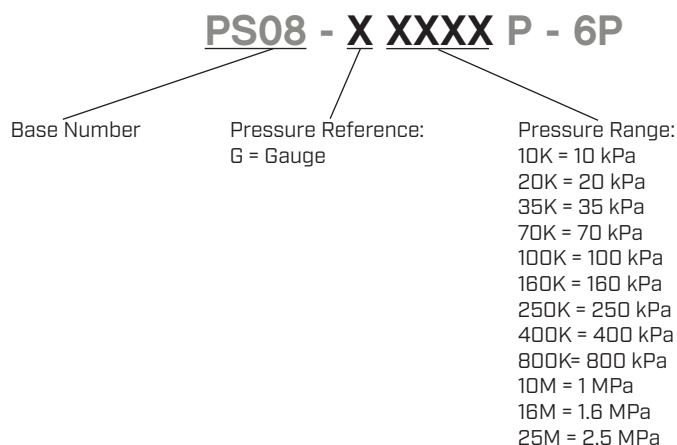 PS08 - X XXXX P - 6P
Base Number
Pressure Reference:
G = Gauge
Pressure Range:
10K = 10 kPa
20K = 20 kPa
35K = 35 kPa
70K = 70 kPa
100K = 100 kPa
160K = 160 kPa
250K = 250 kPa
400K = 400 kPa
800K= 800 kPa
10M = 1 MPa
16M = 1.6 MPa
25M = 2.5 MPa